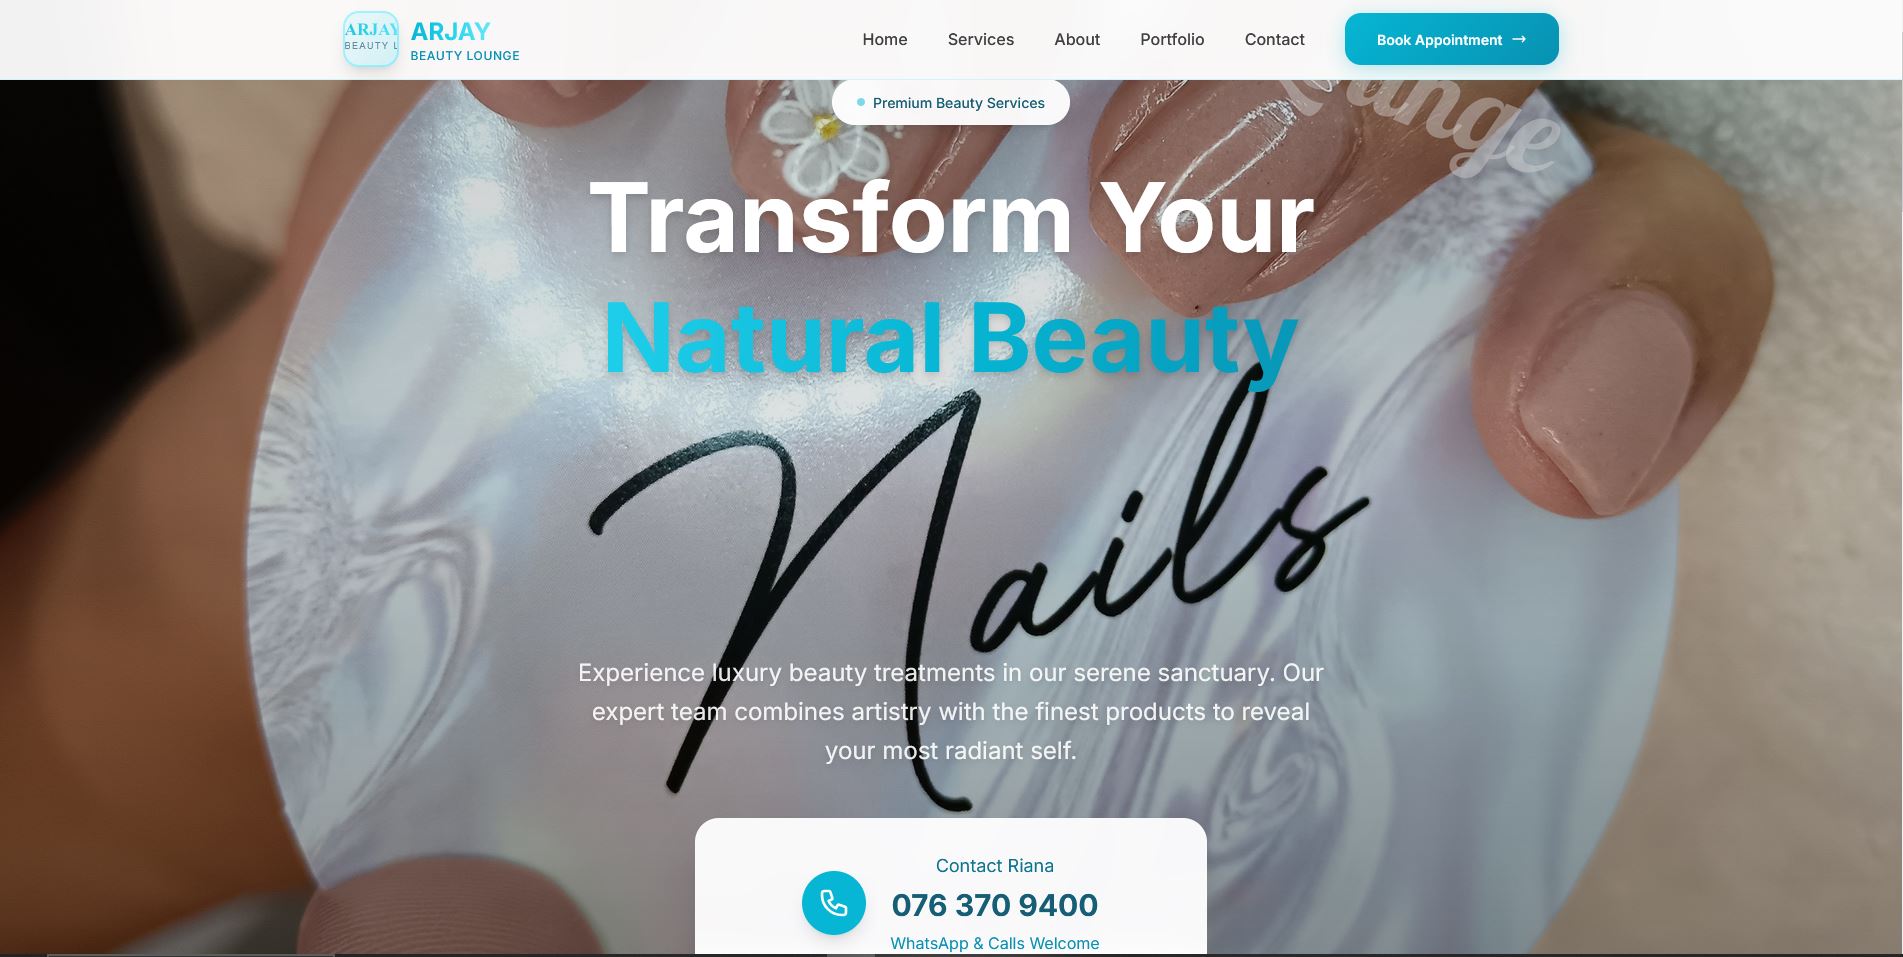 ARJAY
BEAUTY L
ARJAY
BEAUTY LOUNGE
Home
Services
About
Portfolio
Contact
Book Appointment →
Premium Beauty Services
Transform Your
Natural Beauty
Nails
Experience luxury beauty treatments in our serene sanctuary. Our
expert team combines artistry with the finest products to reveal
your most radiant self.
Contact Riana
076 370 9400
WhatsApp & Calls Welcome